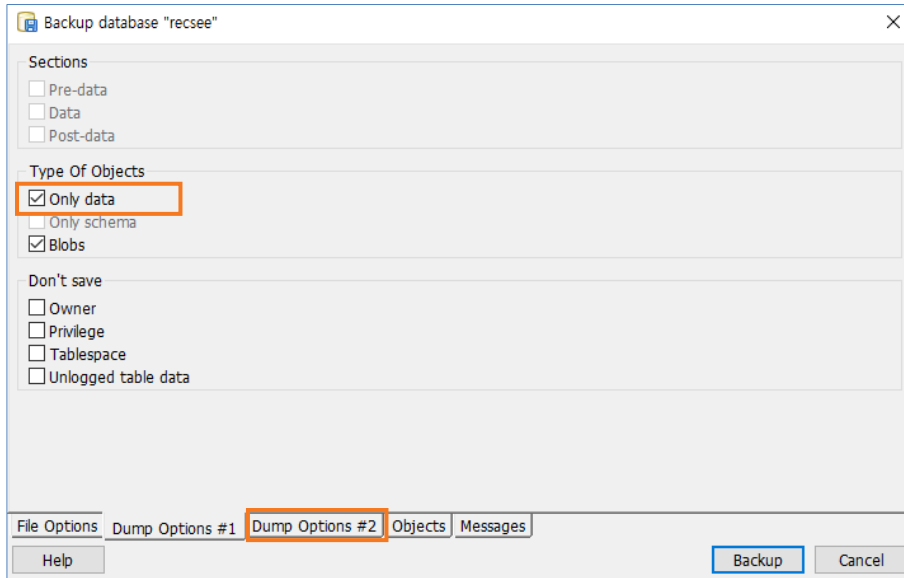 Backup database "recsee"
Sections
Pre-data
Data
Post-data
Type Of Objects
Only data
Only schema
Blobs
Don't save
Owner
Privilege
Tablespace
Unlogged table data
File Options Dump Options #1 Dump Options #2 Objects Messages
Help Backup Cancel